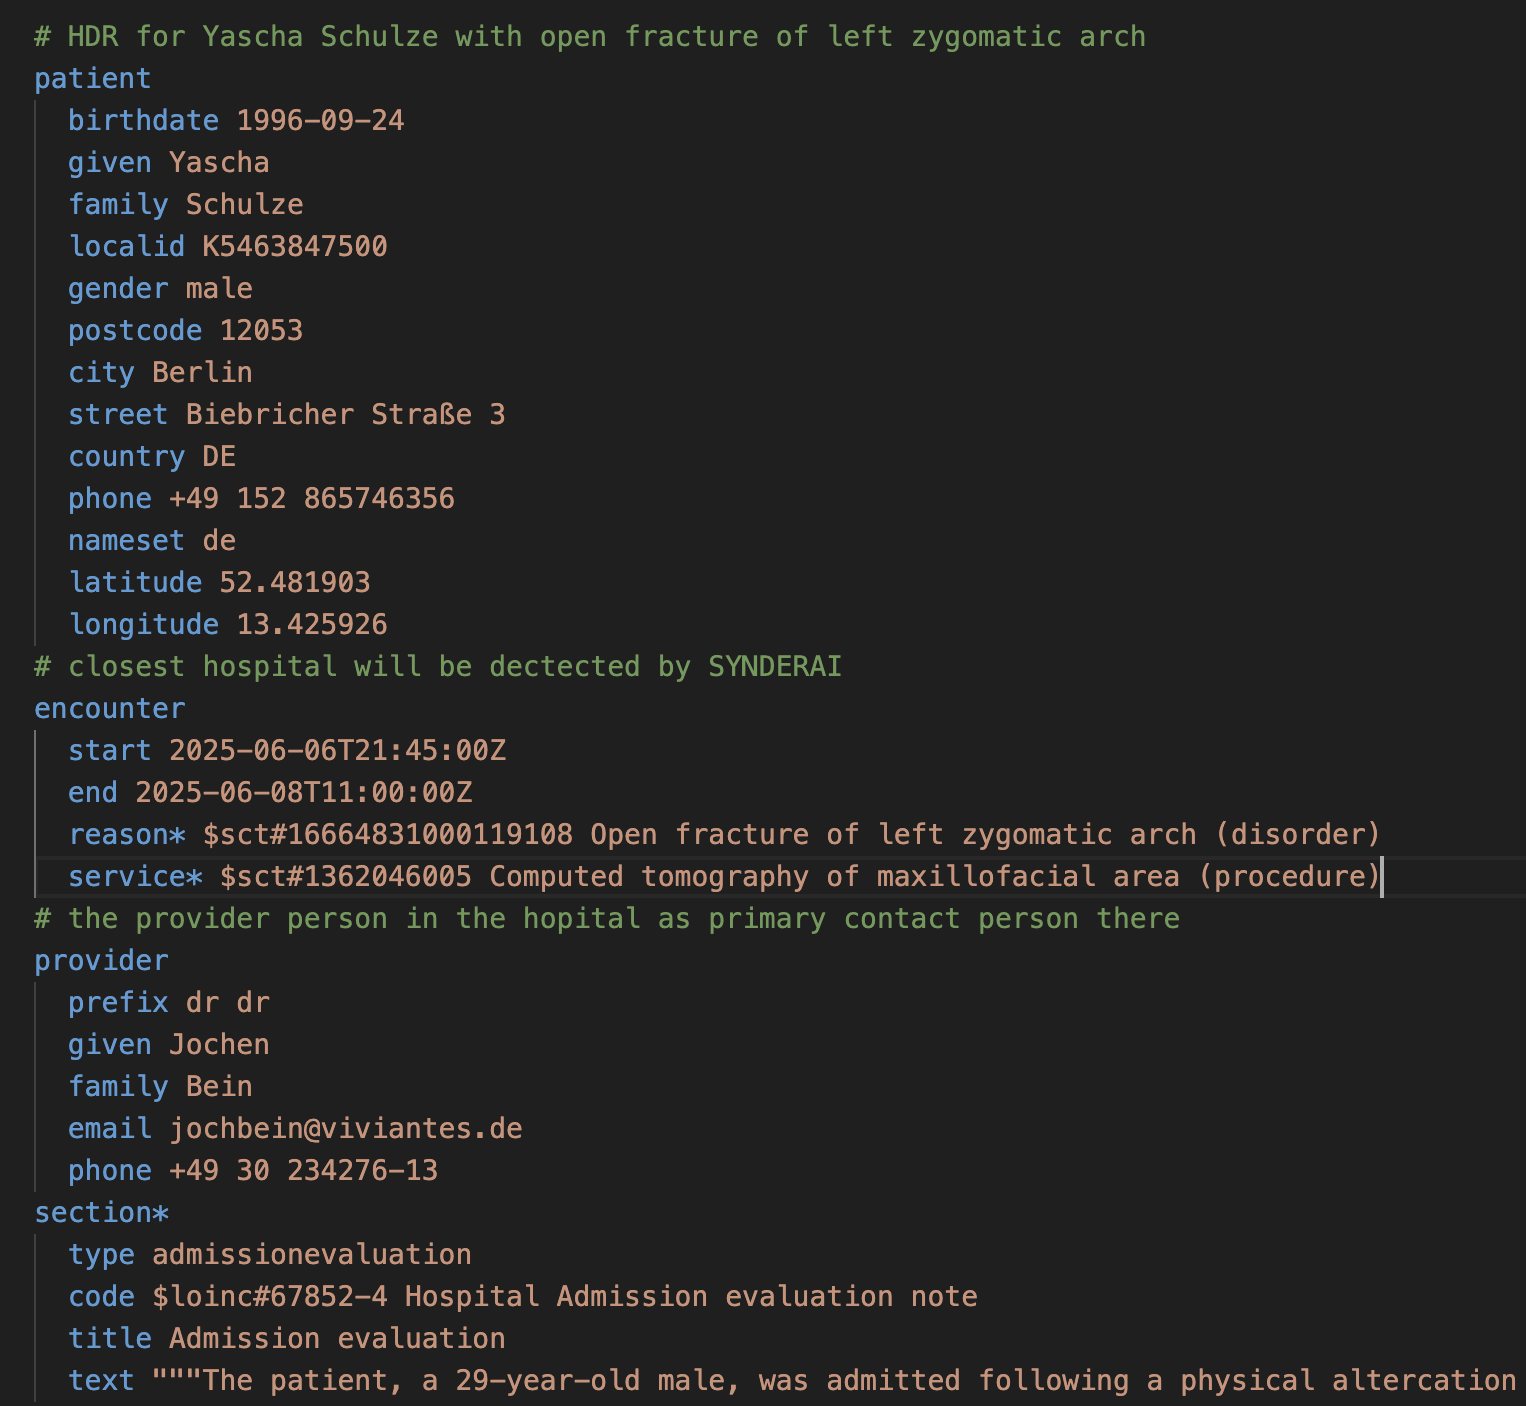 # HDR for Yascha Schulze with open fracture of left zygomatic arch
patient
birthdate 1996-09-24
given Yascha
family Schulze
localid K5463847500
gender male
postcode 12053
city Berlin
street Biebricher Straße 3
country DE
phone +49 152 865746356
nameset de
latitude 52.481903
longitude 13.425926
# closest hospital will be dectected by SYNDERAI
encounter
start 2025-06-06T21:45:00Z
end 2025-06-08T11:00:00Z
reason* $sct#16664831000119108 Open fracture of left zygomatic arch (disorder)
service* $sct#1362046005 Computed tomography of maxillofacial area (procedure)
# the provider person in the hopital as primary contact person there
provider
prefix dr dr
given Jochen
family Bein
email jochbein@viviantes.de
phone +49 30 234276-13
section*
type admissionevaluation
code $loinc#67852-4 Hospital Admission evaluation note
title Admission evaluation
text """The patient, a 29-year-old male, was admitted following a physical altercation